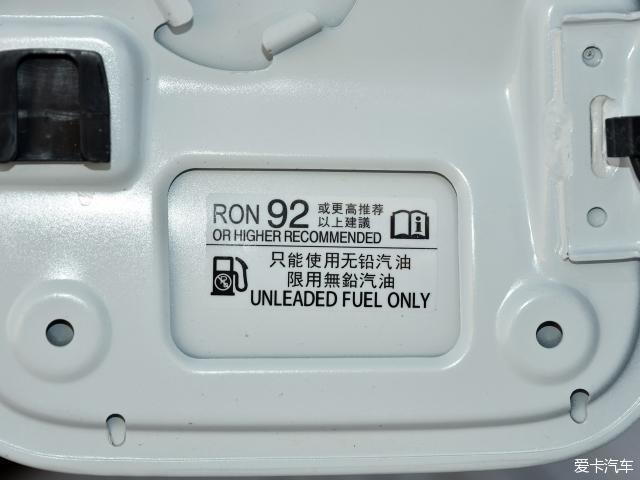 RON 92 或更高推荐
以上建議
OR HIGHER RECOMMENDED
只能使用无铅汽油
限用無鉛汽油
UNLEADED FUEL ONLY
爱卡汽车